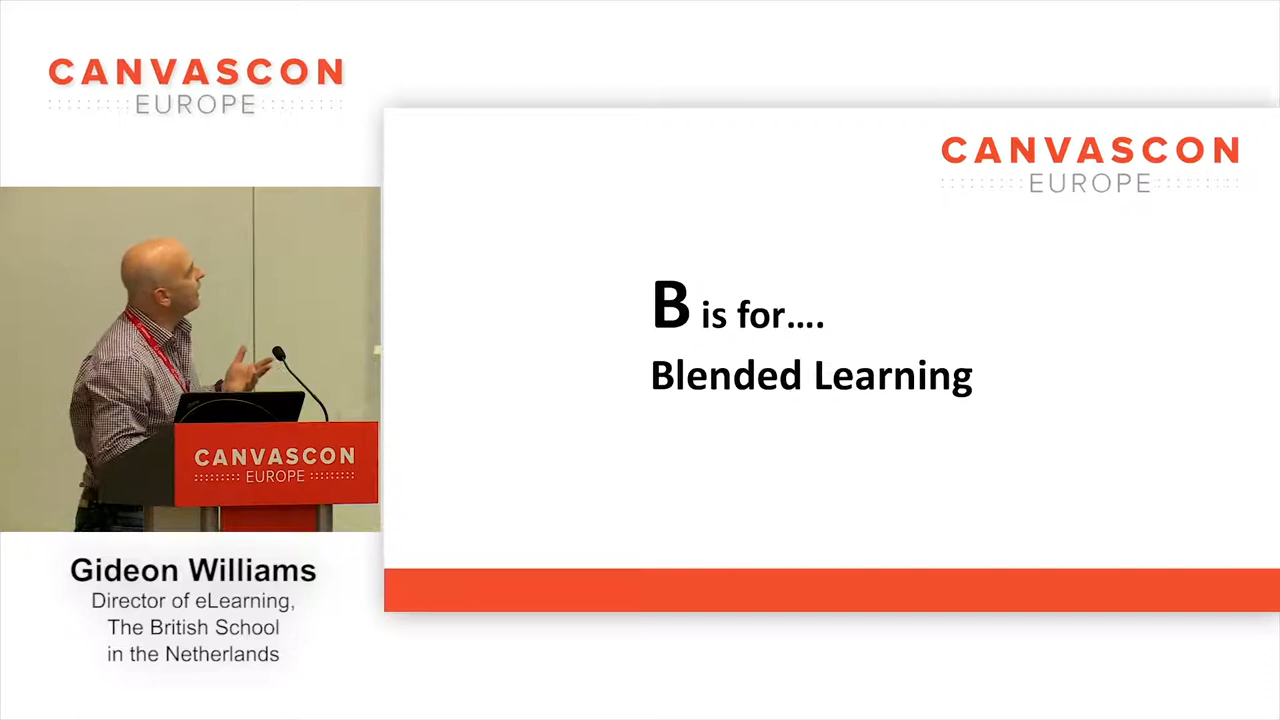 CANVASCON
EUROPE
CANVASCON
EUROPE
B is for....
Blended Learning
CANVASCON
EUROPE
Gideon Williams
Director of eLearning,
The British School
in the Netherlands